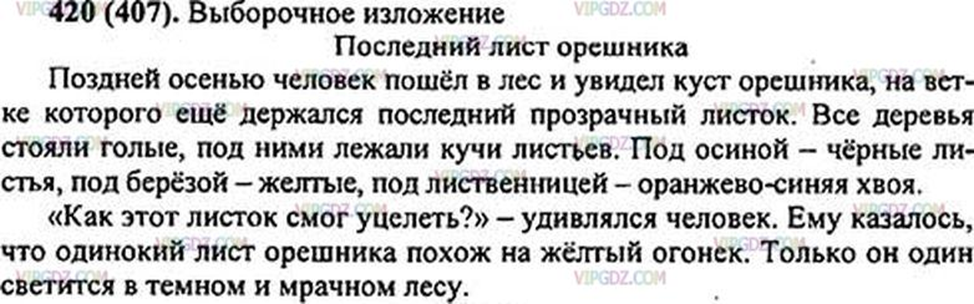 420 (407). Выборочное изложение
Последний лист орешника
Поздней осенью человек пошёл в лес и увидел куст орешника, на вет-
ке которого ещё держался последний прозрачный листок. Все деревья
стояли голые, под ними лежали кучи листьев. Под осиной – чёрные ли-
стья, под берёзой – желтые, под лиственницей – оранжево-синяя хвоя.
«Как этот листок смог уцелеть?» – удивлялся человек. Ему казалось,
что одинокий лист орешника похож на жёлтый огонек. Только он один
светится в темном и мрачном лесу.
VIPGDZ.COM